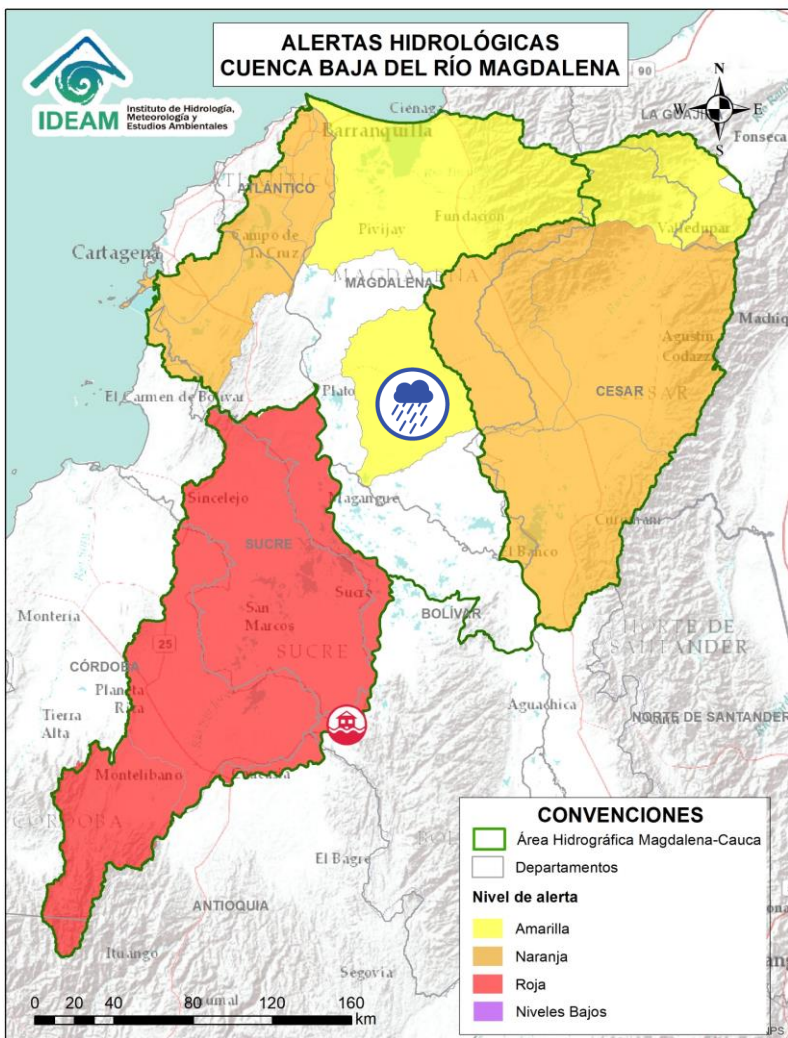 ALERTAS HIDROLÓGICAS
CUENCA BAJA DEL RÍO MAGDALENA
IDEAM
Instituto de Hidrología,
Meteorología y
Estudios Ambientales
90
N
W
E
S
Ciénaga
LA GUAJIRA
Barranquilla
Fonseca
ATLÁNTICO
Pivijay
Fundación
Valledupar
Campo de
la Cruz
Cartagena
MAGDALENA
MAGDALENA
Agustín
Codazzi
El Carmen de Bolívar
Plato
CESAR
Sincelejo
Magangué
Curumaní
SUCRE
El Banco
Sucre
BOLÍVAR
Montería
San
Marcos
SUCRE
25
NORTE DE
SANTANDER
CÓRDOBA
Planeta
Rica
Aguachica
Tierra
Alta
NORTE DE SANTANDER
Montelíbano
Caucasia
CÓRDOBA
El Bagre
ANTIOQUIA
Ituango
Segovia
0 20 40 80 120 160
km
CONVENCIONES
Área Hidrográfica Magdalena-Cauca
Departamentos
Nivel de alerta
Amarilla
Naranja
Roja
Niveles Bajos